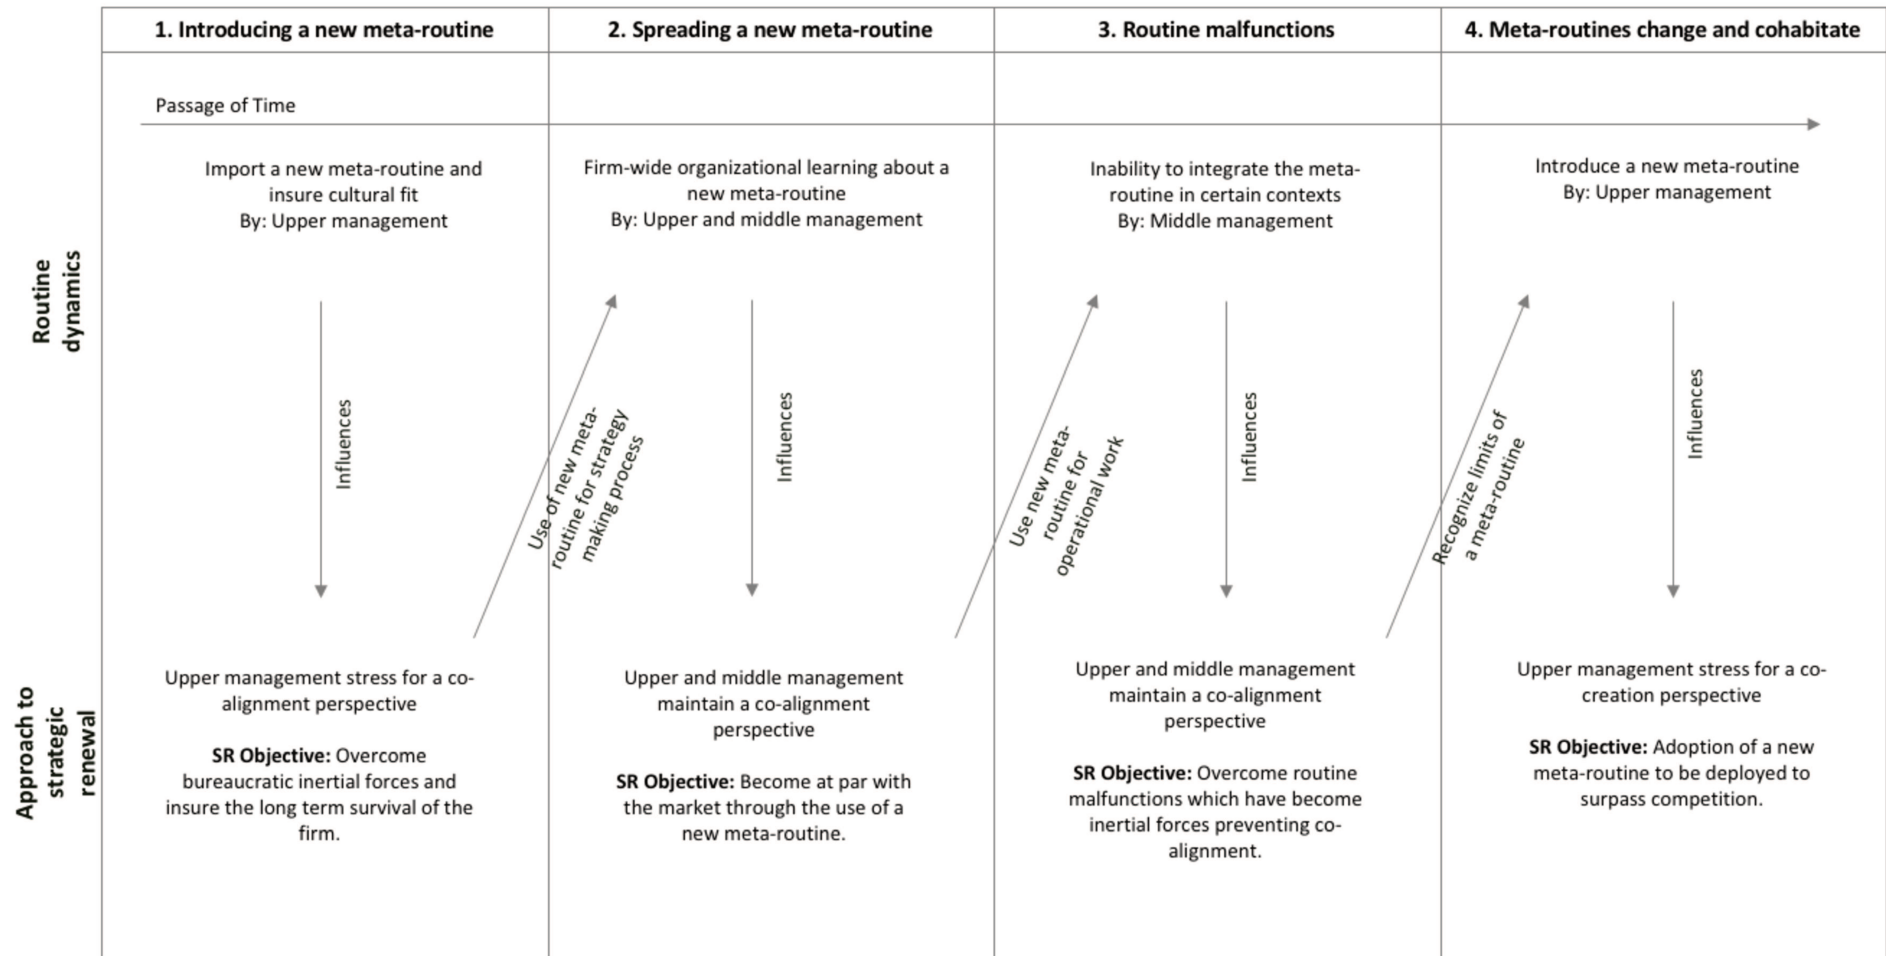 1. Introducing a new meta-routine
2. Spreading a new meta-routine
3. Routine malfunctions
4. Meta-routines change and cohabitate
Passage of Time
Routine
dynamics
Import a new meta-routine and
insure cultural fit
By: Upper management
Firm-wide organizational learning about a
new meta-routine
By: Upper and middle management
Inability to integrate the meta-
routine in certain contexts
By: Middle management
Introduce a new meta-routine
By: Upper management
Influences
Use of new meta-
routine for strategy
making process
Influences
Use new meta-
routine for
operational work
Influences
Recognize limits of
a meta-routine
Influences
Approach to
strategic
renewal
Upper management stress for a co-
alignment perspective
SR Objective: Overcome
bureaucratic inertial forces and
insure the long term survival of the
firm.
Upper and middle management
maintain a co-alignment
perspective
SR Objective: Become at par with
the market through the use of a
new meta-routine.
Upper and middle management
maintain a co-alignment
perspective
SR Objective: Overcome routine
malfunctions which have become
inertial forces preventing co-
alignment.
Upper management stress for a co-
creation perspective
SR Objective: Adoption of a new
meta-routine to be deployed to
surpass competition.